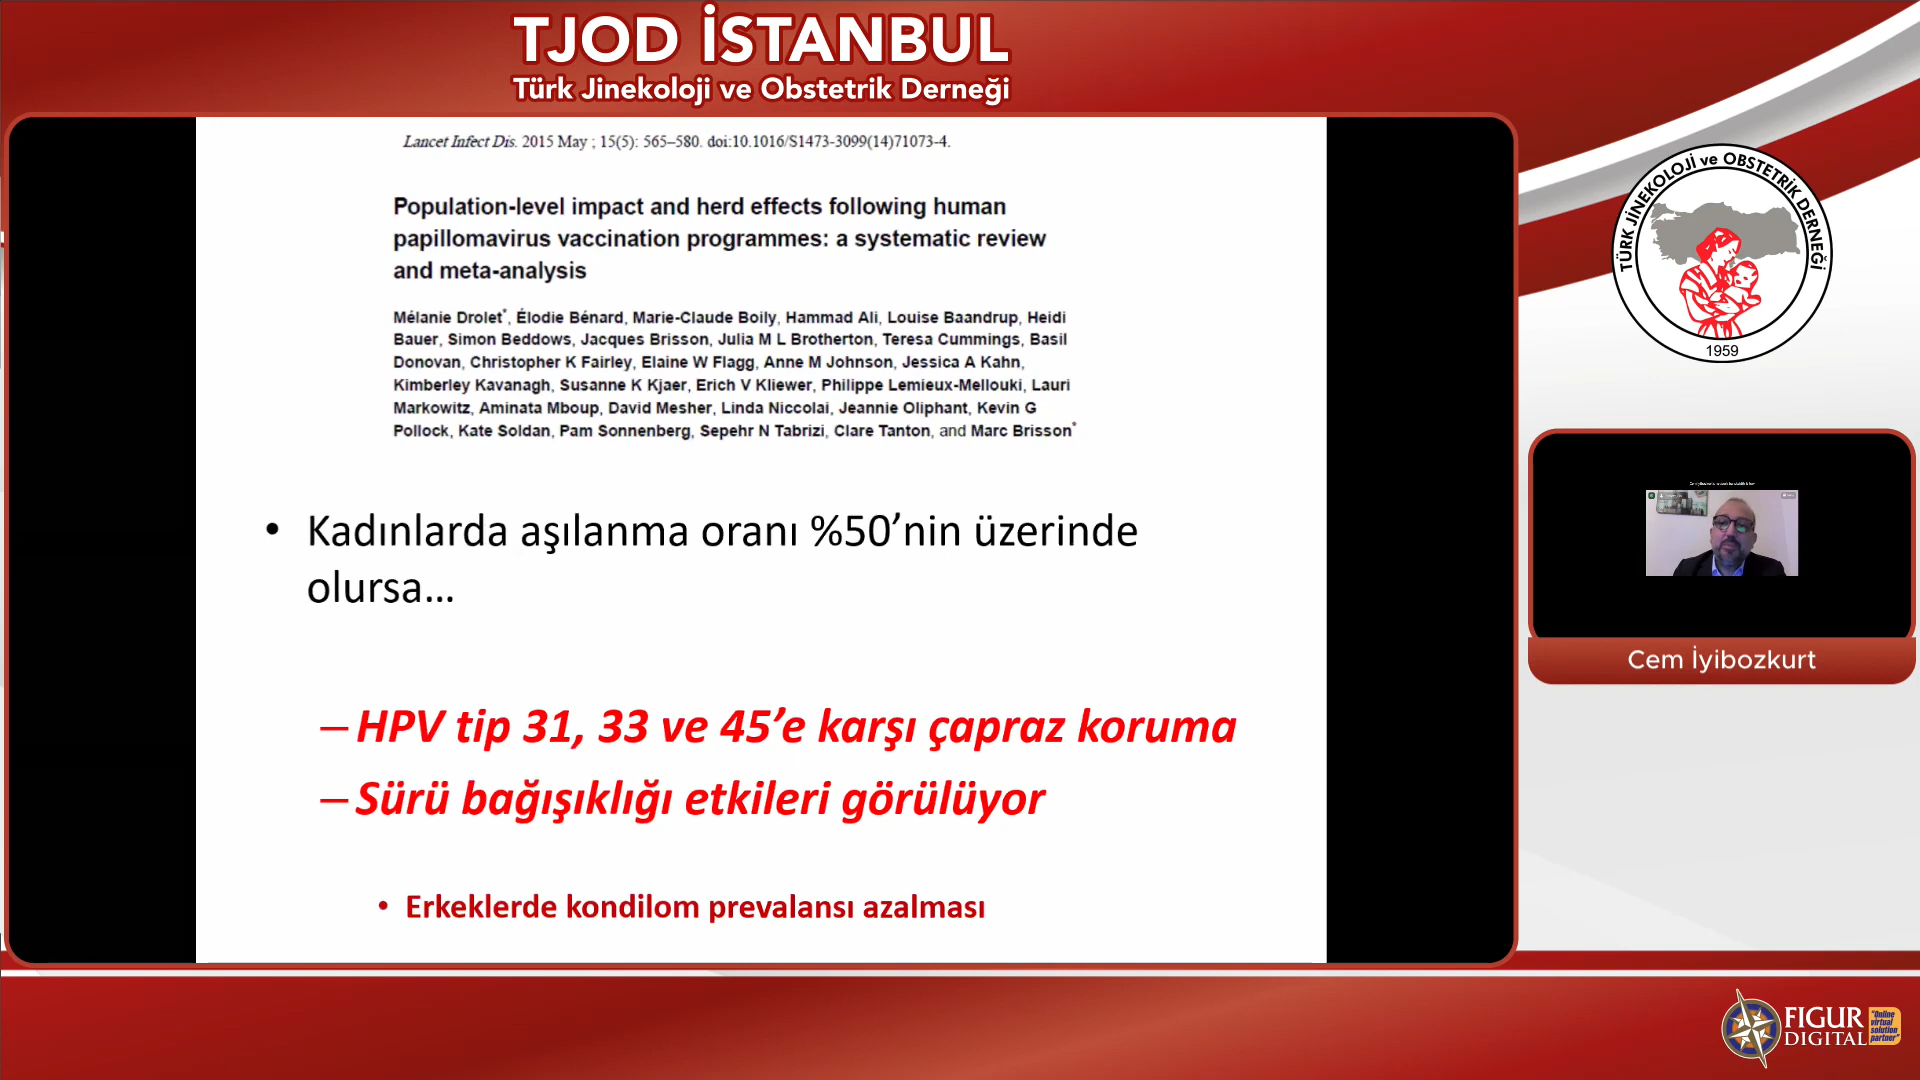 TJOD İSTANBUL
Türk Jinekoloji ve Obstetrik Derneği
Lancet Infect Dis. 2015 May ; 15(5): 565–580. doi:10.1016/S1473-3099(14)71073-4.
Population-level impact and herd effects following human
papillomavirus vaccination programmes: a systematic review
and meta-analysis
Mélanie Drolet*, Élodie Bénard, Marie-Claude Boily, Hammad Ali, Louise Baandrup, Heidi
Bauer, Simon Beddows, Jacques Brisson, Julia M L Brotherton, Teresa Cummings, Basil
Donovan, Christopher K Fairley, Elaine W Flagg, Anne M Johnson, Jessica A Kahn,
Kimberley Kavanagh, Susanne K Kjaer, Erich V Kliewer, Philippe Lemieux-Mellouki, Lauri
Markowitz, Aminata Mboup, David Mesher, Linda Niccolai, Jeannie Oliphant, Kevin G
Pollock, Kate Soldan, Pam Sonnenberg, Sepehr N Tabrizi, Clare Tanton, and Marc Brisson*
• Kadınlarda aşılanma oranı %50’nin üzerinde
olursa…
– HPV tip 31, 33 ve 45’e karşı çapraz koruma
– Sürü bağışıklığı etkileri görülüyor
• Erkeklerde kondilom prevalansı azalması
TÜRK JİNEKOLOJİ ve OBSTETRİK DERNEĞİ
1959
Cem İyibozkurt
FIGUR
DIGITAL
"Online
virtual
solution
partner"